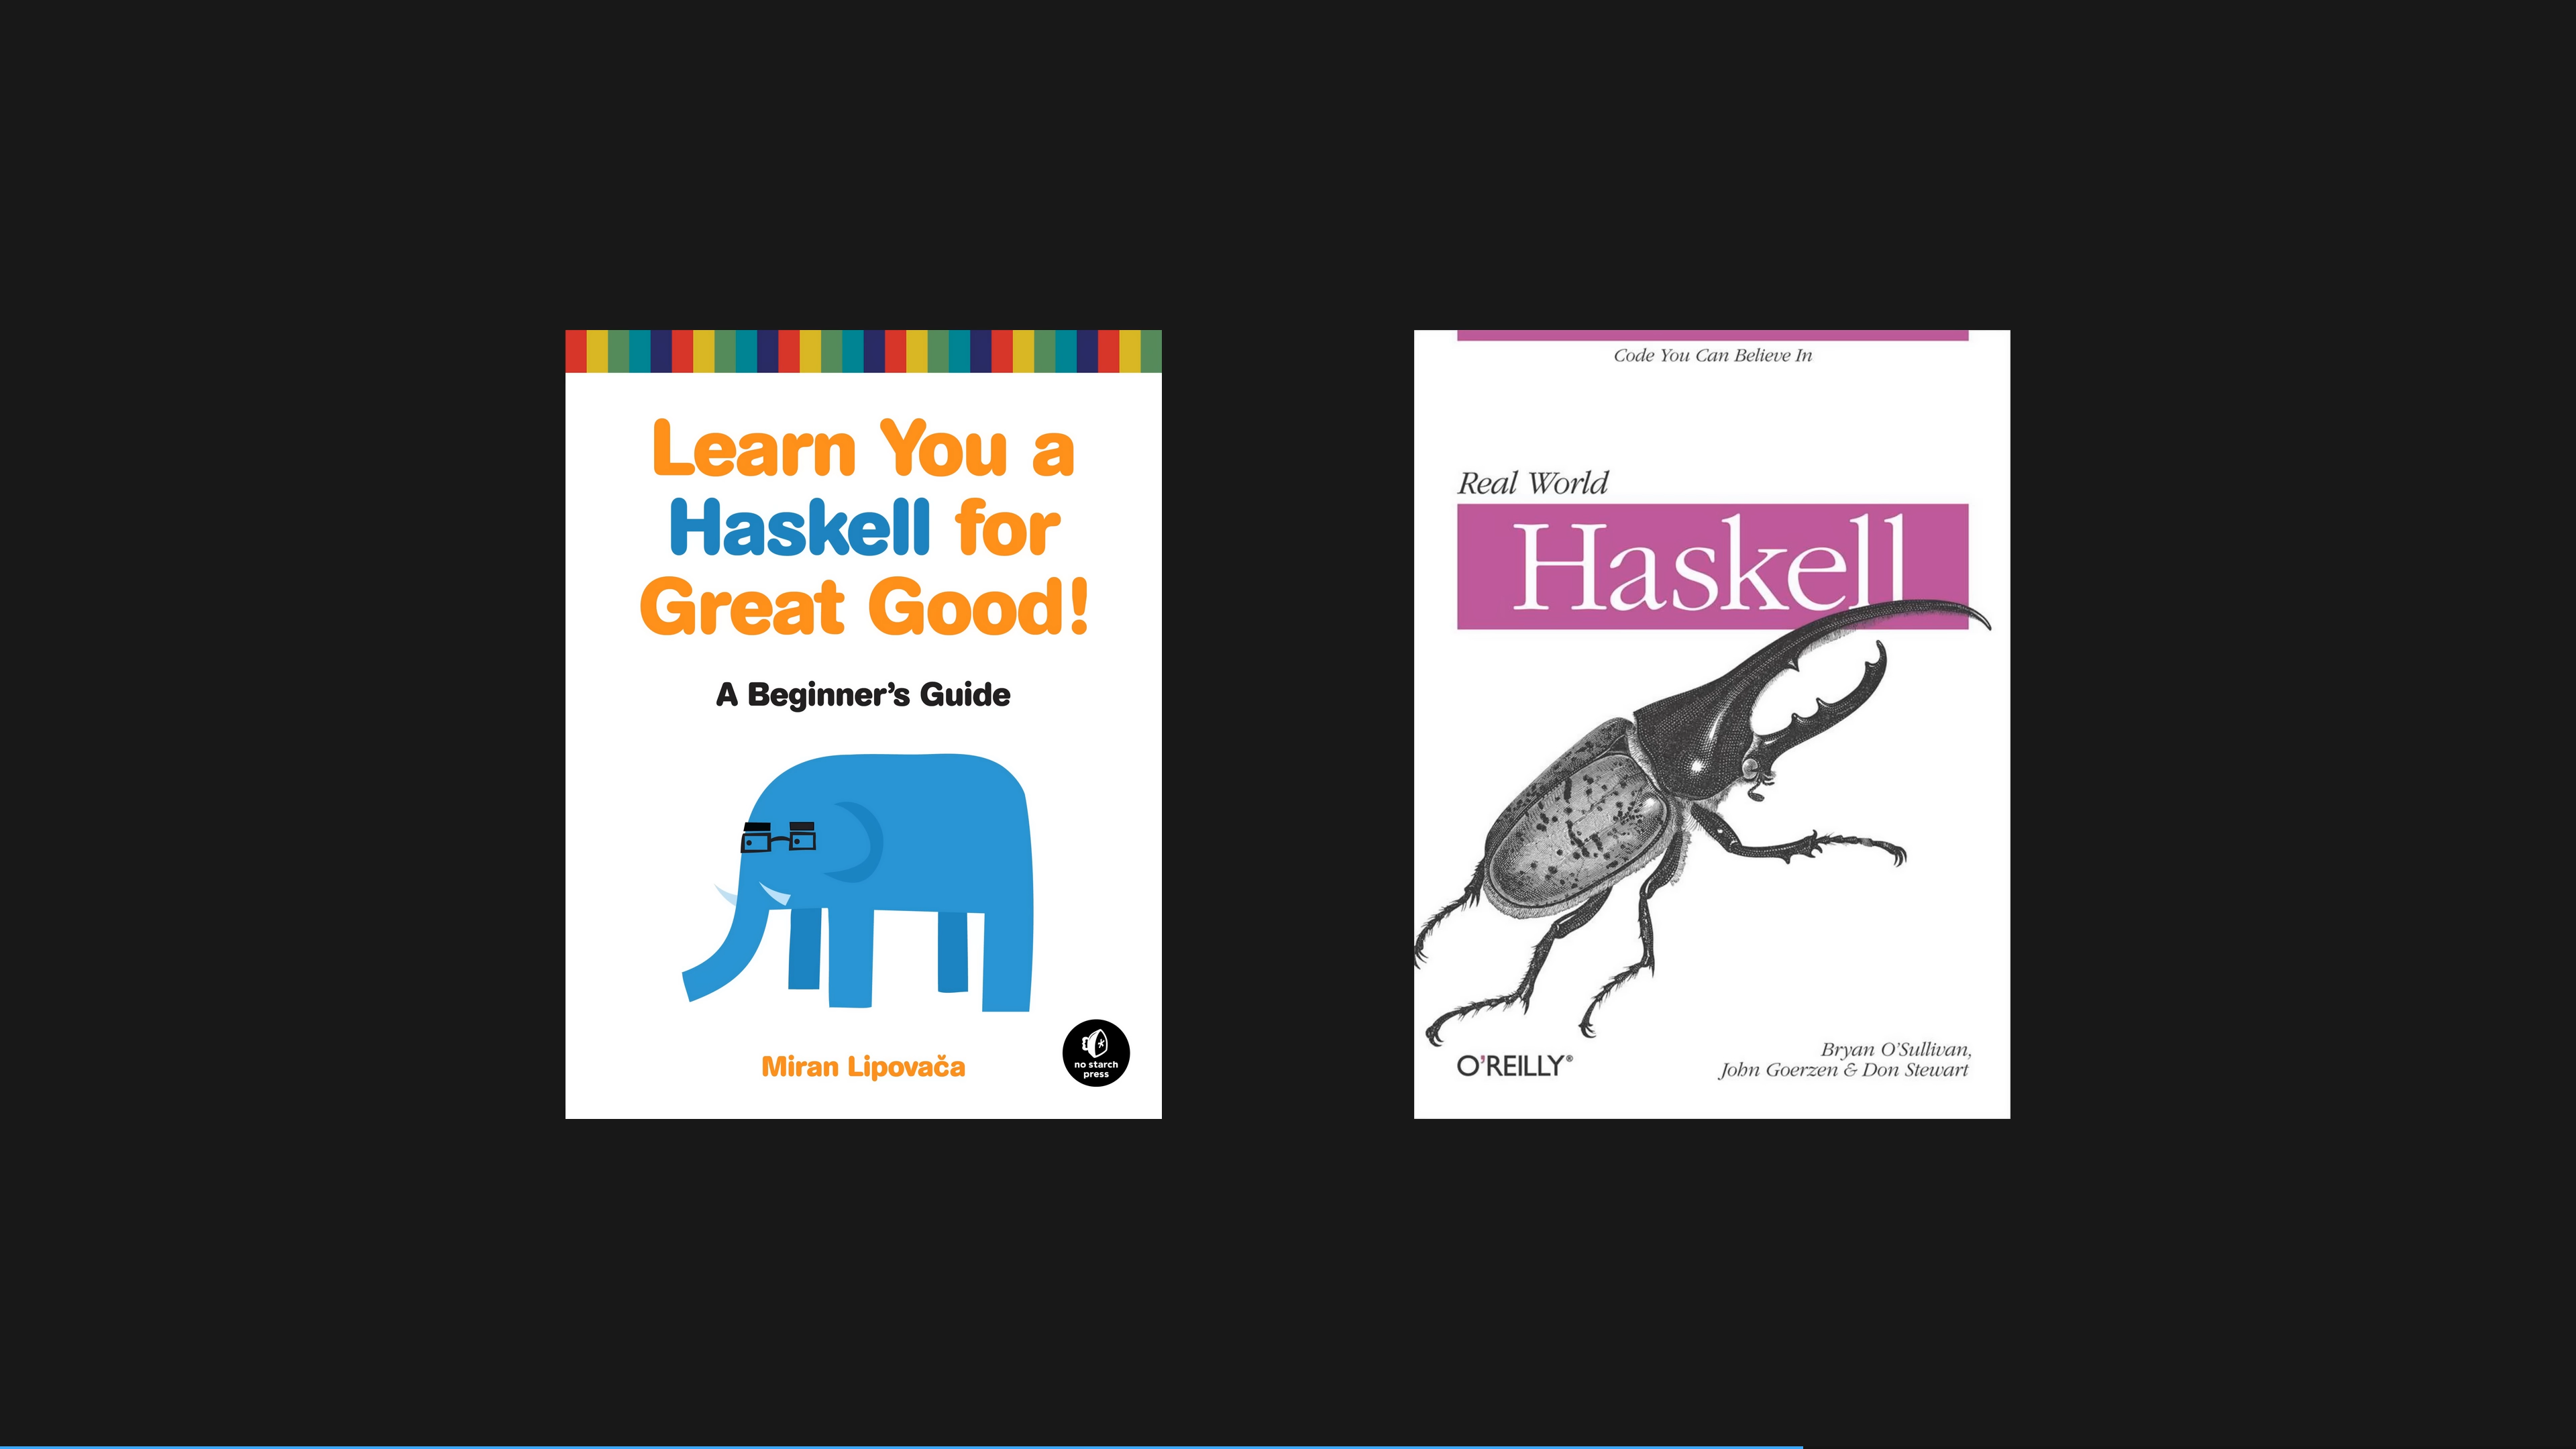 Learn You a
Haskell for
Great Good!
A Beginner's Guide
Miran Lipovača
no starch
press
Code You Can Believe In
Real World
Haskell
O'REILLY®
Bryan O'Sullivan,
John Goerzen & Don Stewart